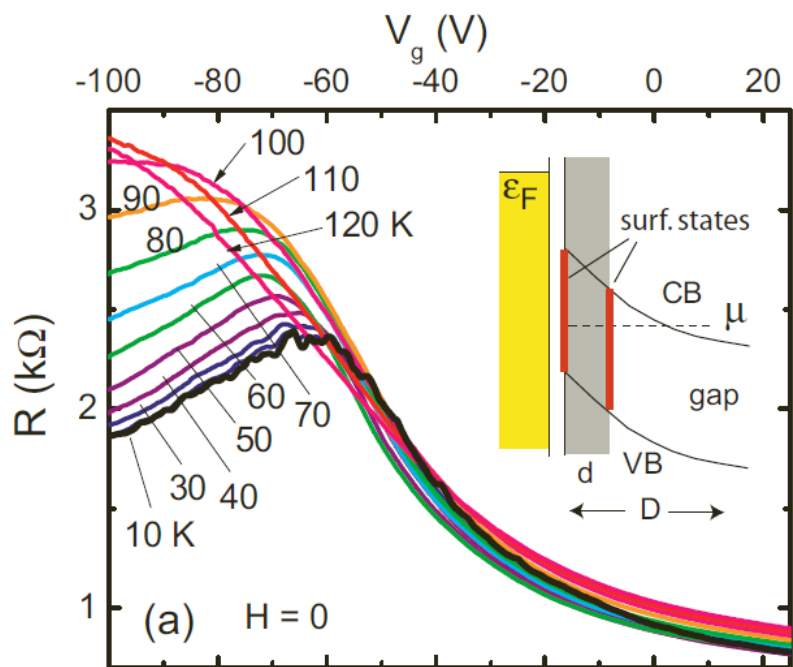 V_g (V)
-100 -80 -60 -40 -20 0 20
R (kΩ)
3
2
1
100
110
120 K
90
80
70
60
50
40
30
10 K
(a) H = 0
ε_F
surf. states
CB
μ
gap
VB
d
D